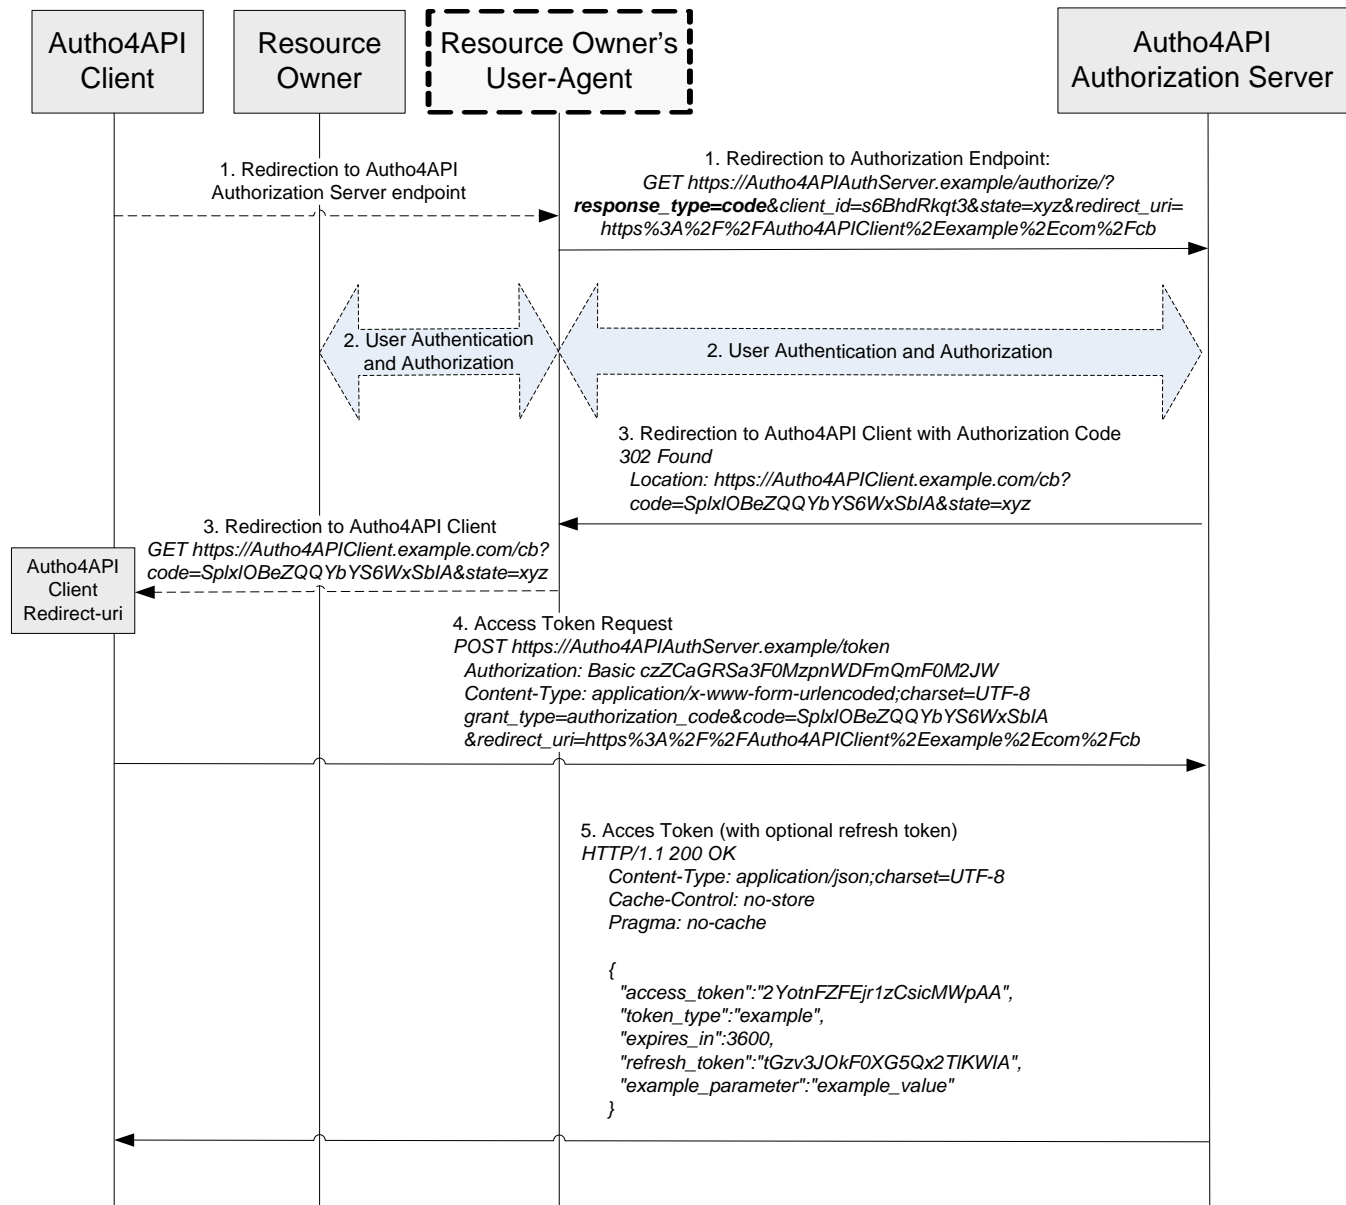 Autho4API
Client
Resource
Owner
Resource Owner's
User-Agent
Autho4API
Authorization Server
1. Redirection to Autho4API
Authorization Server endpoint
1. Redirection to Authorization Endpoint:
GET https://Autho4APIAuthServer.example/authorize/?
response_type=code&client_id=s6BhdRkqt3&state=xyz&redirect_uri=
https%3A%2F%2FAutho4APIClient%2Eexample%2Ecom%2Fcb
2. User Authentication
and Authorization
2. User Authentication and Authorization
3. Redirection to Autho4API Client with Authorization Code
302 Found
Location: https://Autho4APIClient.example.com/cb?
code=SplxlOBeZQQYbYS6WxSbIA&state=xyz
3. Redirection to Autho4API Client
GET https://Autho4APIClient.example.com/cb?
code=SplxlOBeZQQYbYS6WxSbIA&state=xyz
Autho4API
Client
Redirect-uri
4. Access Token Request
POST https://Autho4APIAuthServer.example/token
Authorization: Basic czZCaGRSa3F0MzpnWDFmQmF0M2JW
Content-Type: application/x-www-form-urlencoded;charset=UTF-8
grant_type=authorization_code&code=SplxlOBeZQQYbYS6WxSbIA
&redirect_uri=https%3A%2F%2FAutho4APIClient%2Eexample%2Ecom%2Fcb
5. Acces Token (with optional refresh token)
HTTP/1.1 200 OK
Content-Type: application/json;charset=UTF-8
Cache-Control: no-store
Pragma: no-cache
{
"access_token":"2YotnFZFEjr1zCsicMWpAA",
"token_type":"example",
"expires_in":3600,
"refresh_token":"tGzv3JOkF0XG5Qx2TlKWIA",
"example_parameter":"example_value"
}